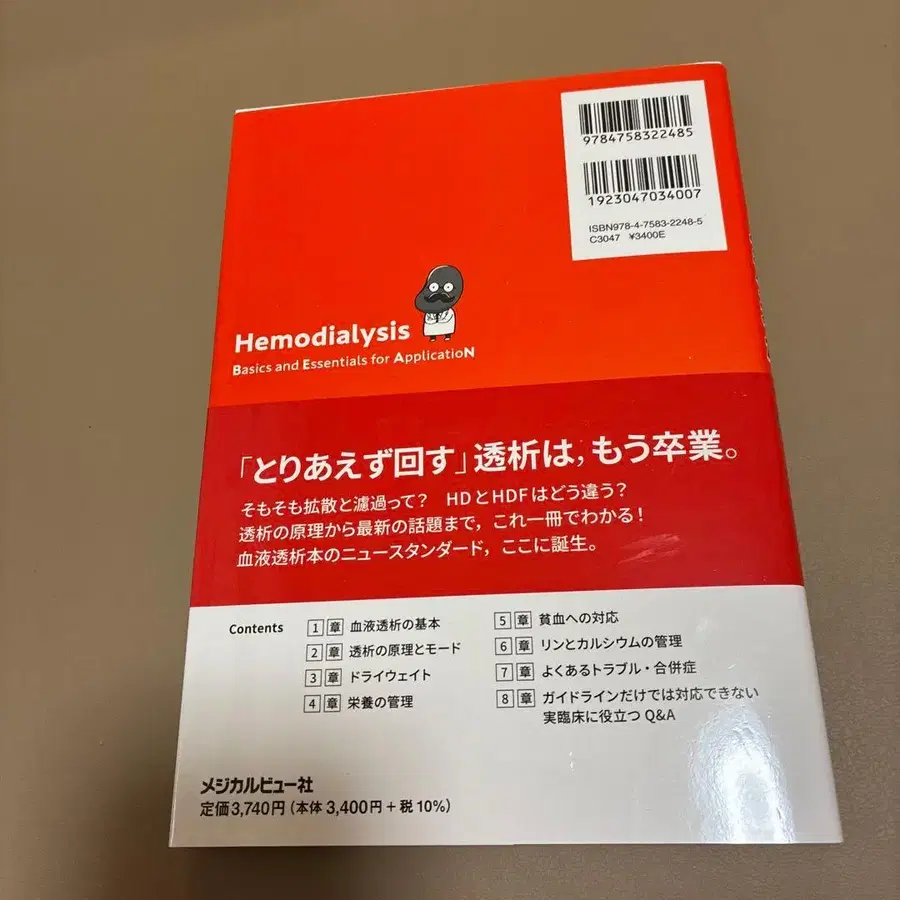 9784758322485
1923047034007
ISBN978-4-7583-2248-5
C3047 ¥3400E
Hemodialysis
Basics and Essentials for ApplicatioN
「とりあえず回す」透析は,もう卒業。
そもそも拡散と濾過って? HDとHDFはどう違う?
透析の原理から最新の話題まで,これ一冊でわかる!
血液透析本のニュースタンダード,ここに誕生。
Contents
1章 血液透析の基本
2章 透析の原理とモード
3章 ドライウェイト
4章 栄養の管理
5章 貧血への対応
6章 リンとカルシウムの管理
7章 よくあるトラブル・合併症
8章 ガイドラインだけでは対応できない
実臨床に役立つ Q&A
メジカルビュー社
定価3,740円(本体 3,400円+税10%)